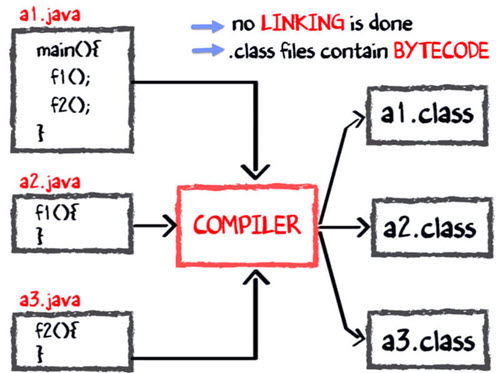 a1.java
main(){
f1();
f2();
}
no LINKING is done
.class files contain BYTECODE
a2.java
f1(){
}
a3.java
f2(){
}
COMPILER
a1.class
a2.class
a3.class